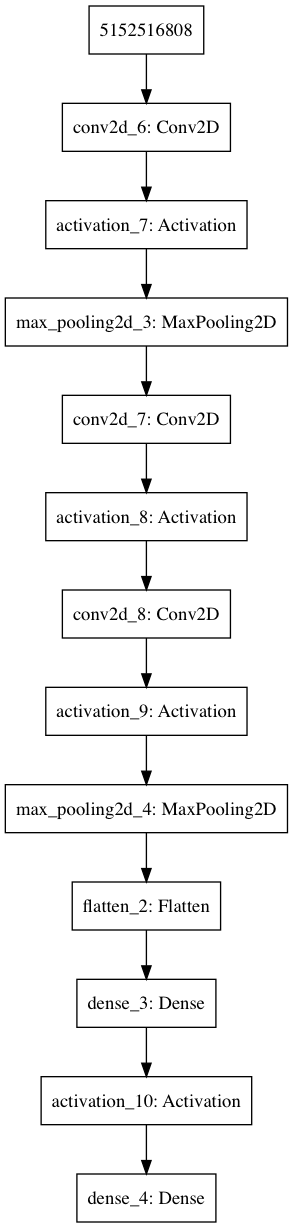 5152516808
conv2d_6: Conv2D
activation_7: Activation
max_pooling2d_3: MaxPooling2D
conv2d_7: Conv2D
activation_8: Activation
conv2d_8: Conv2D
activation_9: Activation
max_pooling2d_4: MaxPooling2D
flatten_2: Flatten
dense_3: Dense
activation_10: Activation
dense_4: Dense